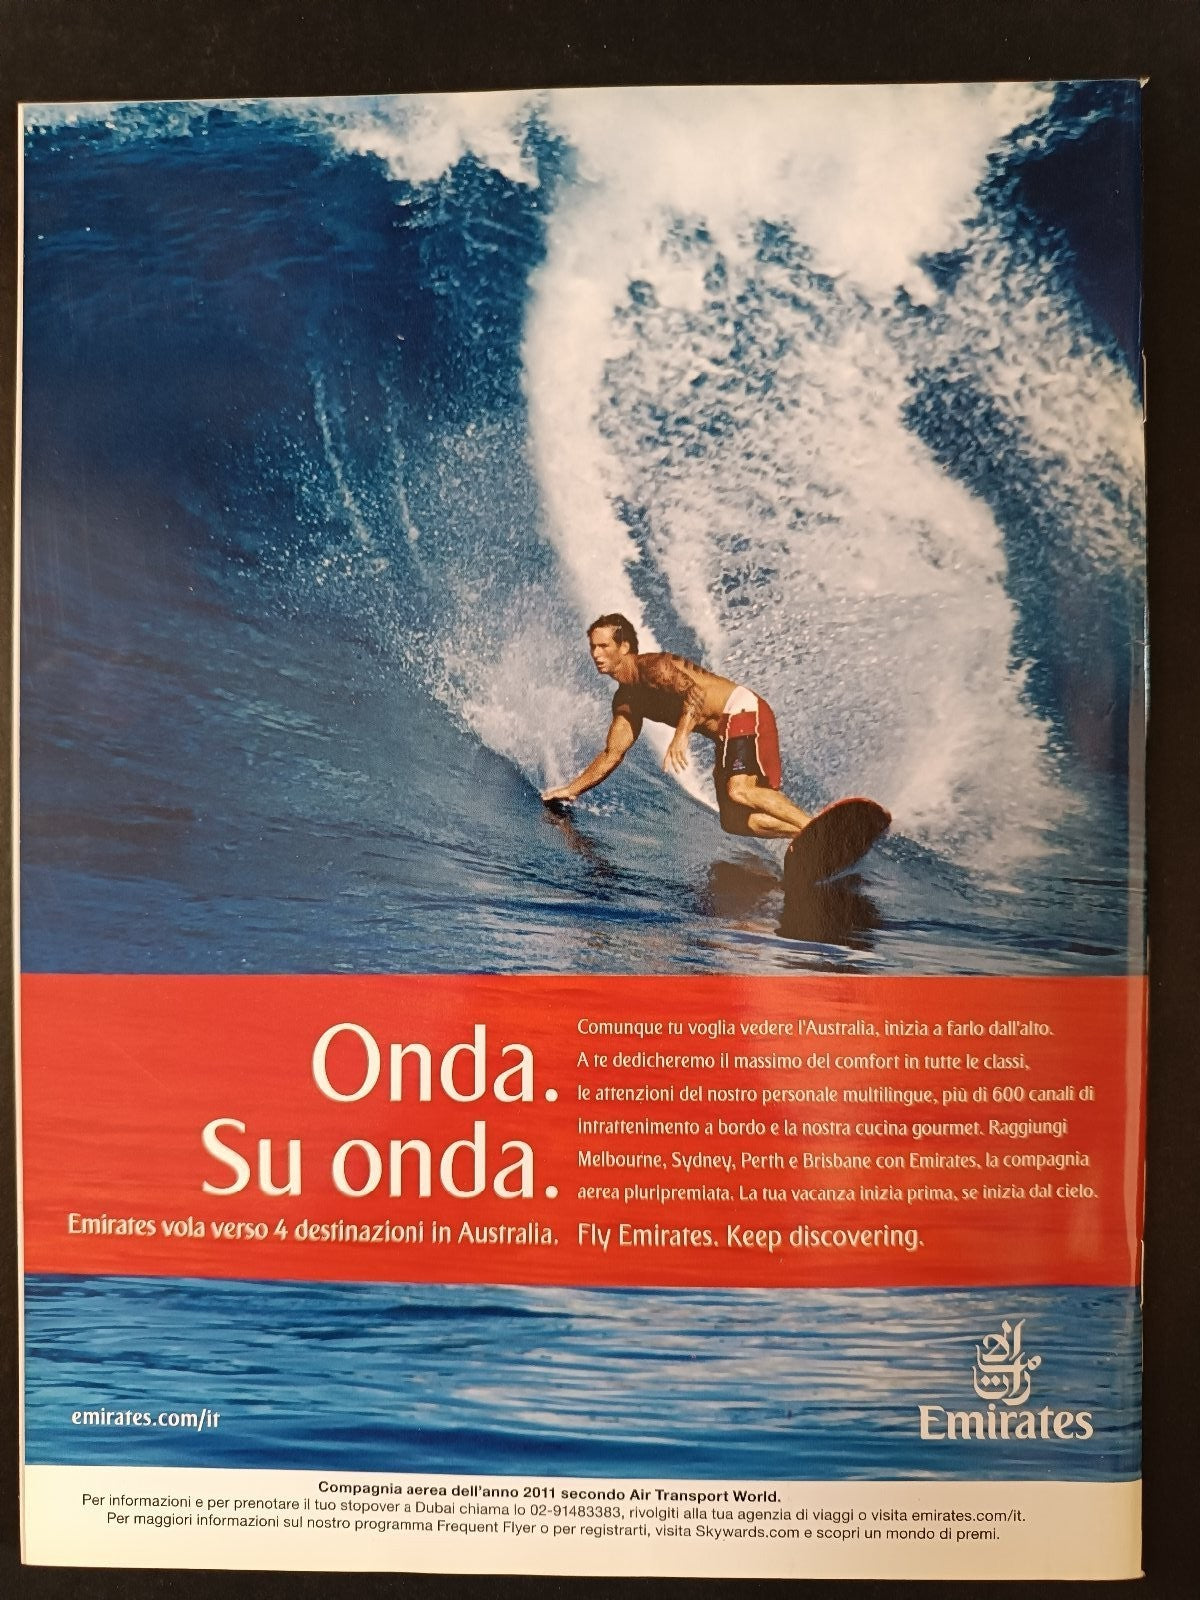 Onda.
Su onda.
Emirates vola verso 4 destinazioni in Australia.
Comunque tu voglia vedere l'Australia, inizia a farlo dall'alto.
A te dedicheremo il massimo del comfort in tutte le classi,
le attenzioni del nostro personale multilingue, più di 600 canali di
intrattenimento a bordo e la nostra cucina gourmet. Raggiungi
Melbourne, Sydney, Perth e Brisbane con Emirates, la compagnia
aerea pluripremiata. La tua vacanza inizia prima, se inizia dal cielo.
Fly Emirates. Keep discovering.
emirates.com/it
الإمارات
Emirates
Compagnia aerea dell'anno 2011 secondo Air Transport World.
Per informazioni e per prenotare il tuo stopover a Dubai chiama lo 02-91483383, rivolgiti alla tua agenzia di viaggi o visita emirates.com/it.
Per maggiori informazioni sul nostro programma Frequent Flyer o per registrarti, visita Skywards.com e scopri un mondo di premi.